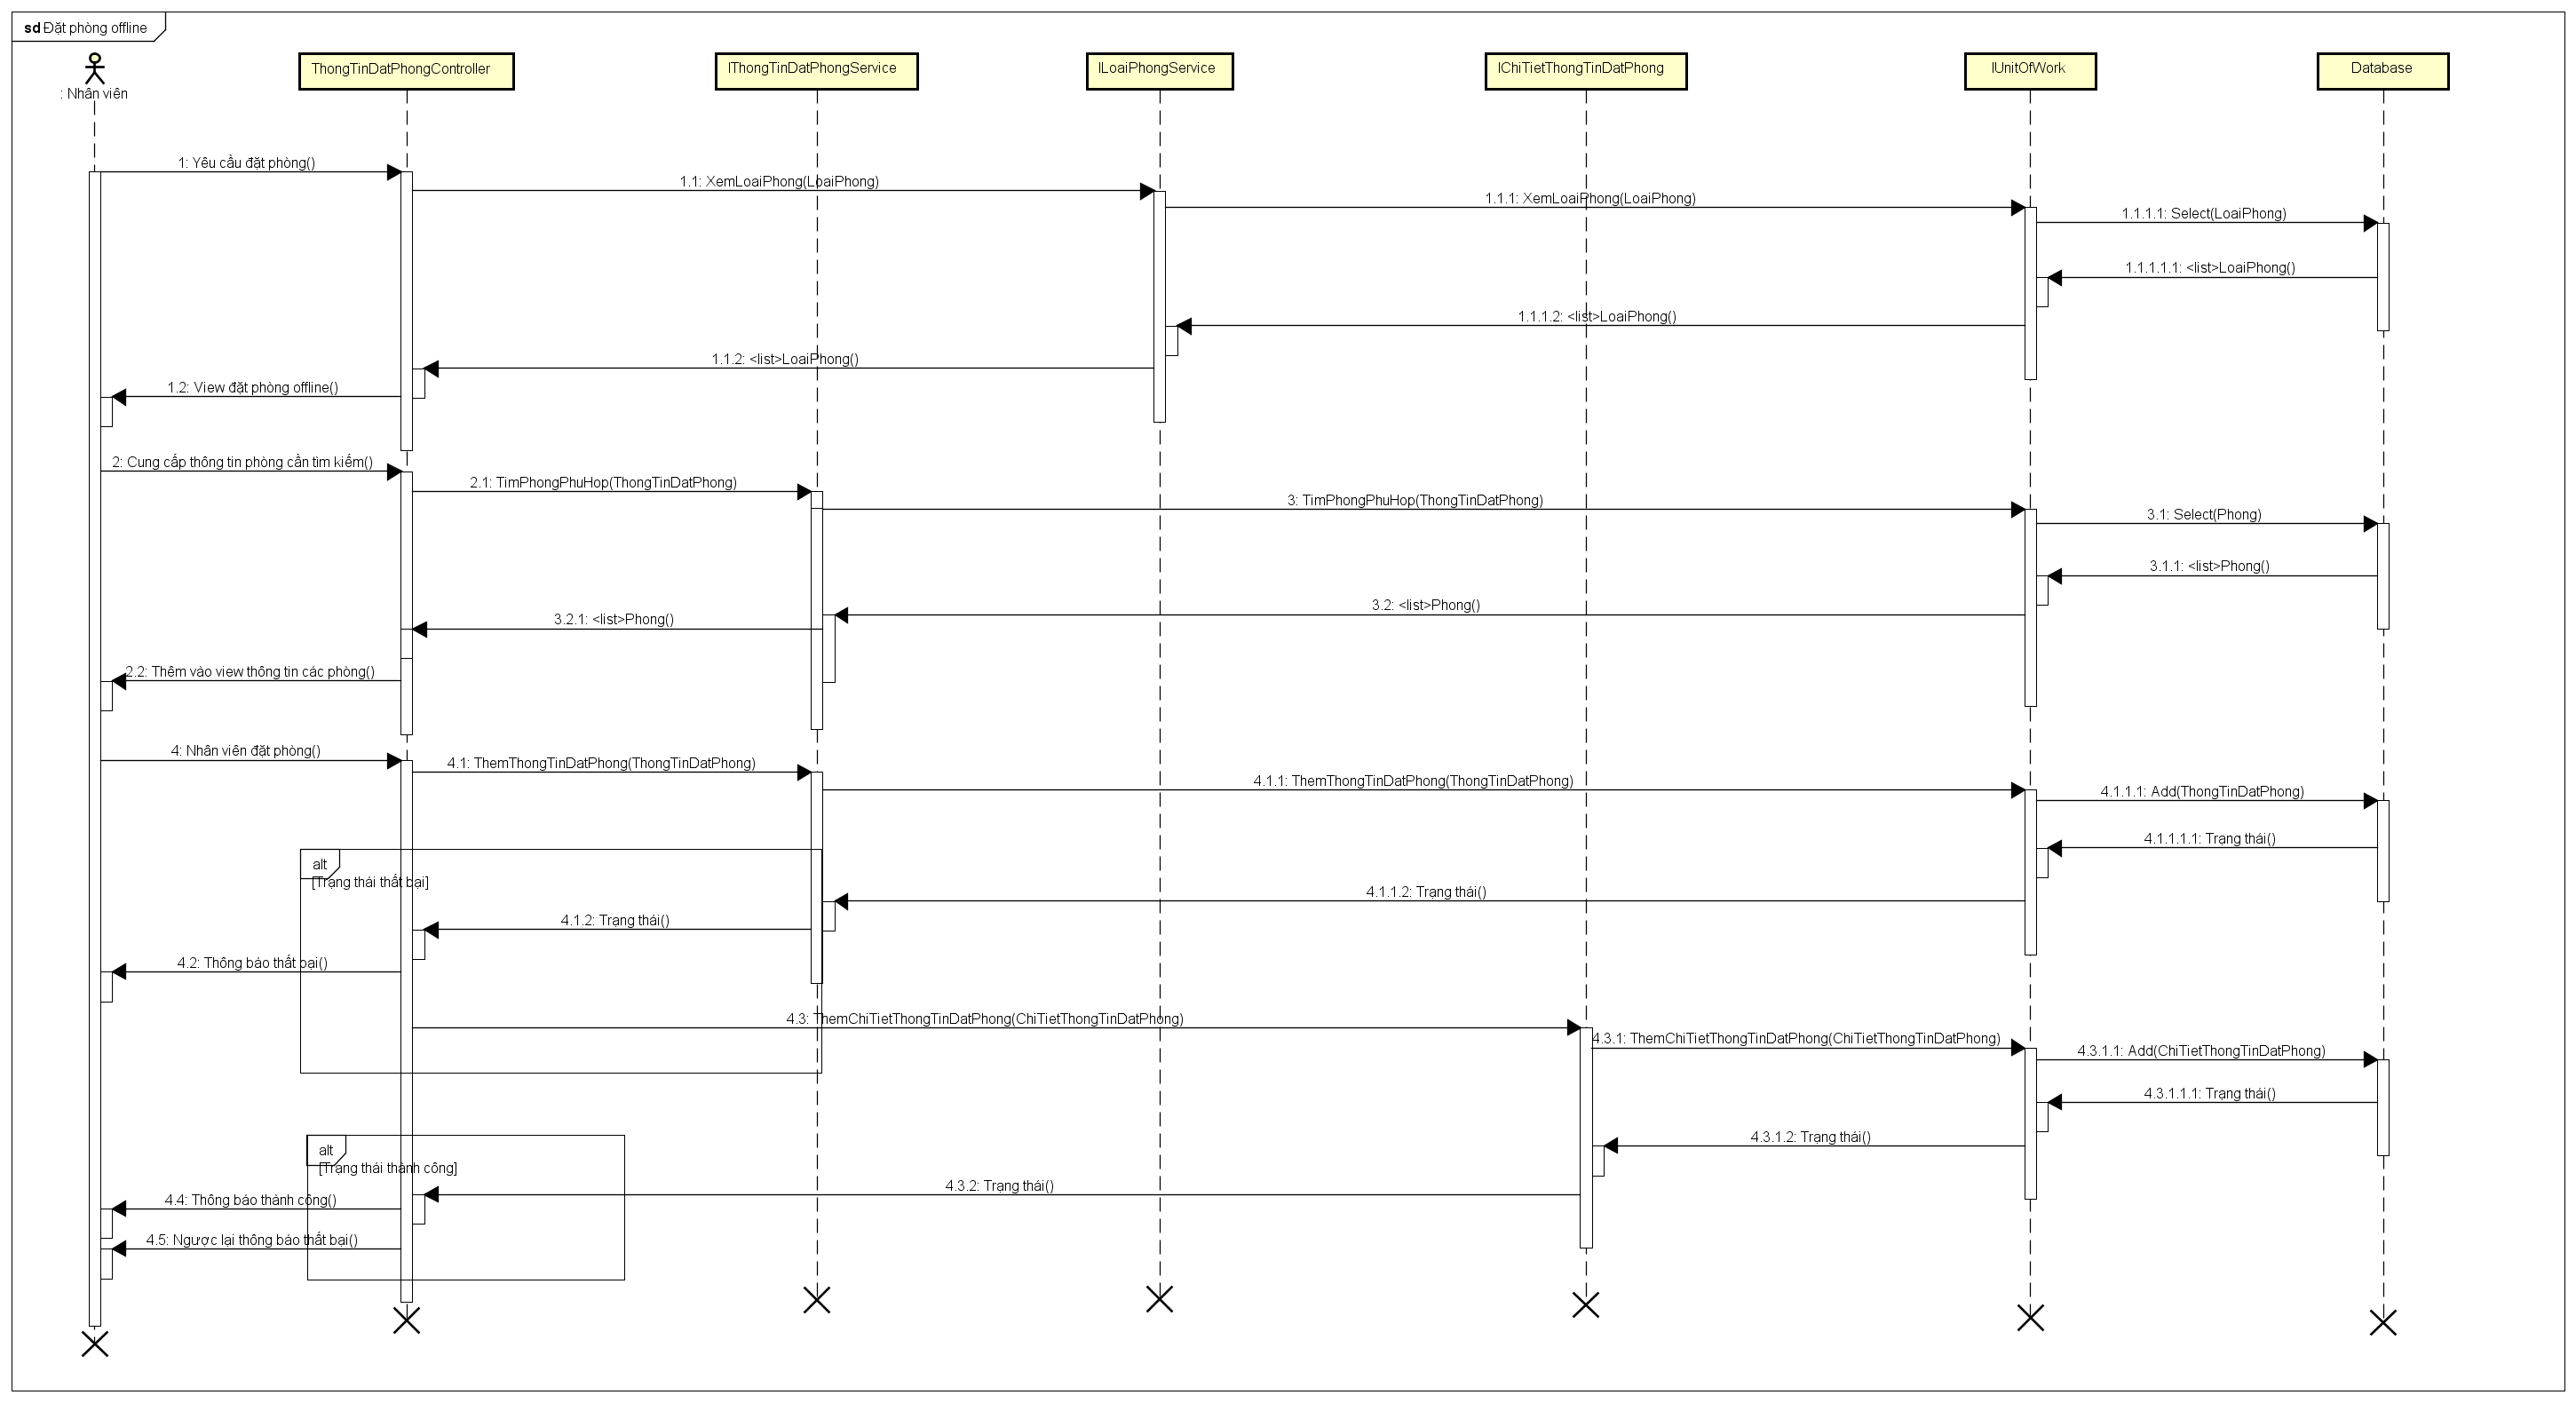 sd Đặt phòng offline
: Nhân viên
ThongTinDatPhongController
IThongTinDatPhongService
ILoaiPhongService
IChiTietThongTinDatPhong
IUnitOfWork
Database
1: Yêu cầu đặt phòng()
1.1: XemLoaiPhong(LoaiPhong)
1.1.1: XemLoaiPhong(LoaiPhong)
1.1.1.1: Select(LoaiPhong)
1.1.1.1.1: <list>LoaiPhong()
1.1.1.2: <list>LoaiPhong()
1.1.2: <list>LoaiPhong()
1.2: View đặt phòng offline()
2: Cung cấp thông tin phòng cần tìm kiếm()
2.1: TimPhongPhuHop(ThongTinDatPhong)
3: TimPhongPhuHop(ThongTinDatPhong)
3.1: Select(Phong)
3.1.1: <list>Phong()
3.2: <list>Phong()
3.2.1: <list>Phong()
2.2: Thêm vào view thông tin các phòng()
4: Nhân viên đặt phòng()
4.1: ThemThongTinDatPhong(ThongTinDatPhong)
4.1.1: ThemThongTinDatPhong(ThongTinDatPhong)
4.1.1.1: Add(ThongTinDatPhong)
4.1.1.1.1: Trạng thái()
alt
[Trạng thái thất bại]
4.1.1.2: Trạng thái()
4.1.2: Trạng thái()
4.2: Thông báo thất bại()
4.3: ThemChiTietThongTinDatPhong(ChiTietThongTinDatPhong)
4.3.1: ThemChiTietThongTinDatPhong(ChiTietThongTinDatPhong)
4.3.1.1: Add(ChiTietThongTinDatPhong)
4.3.1.1.1: Trạng thái()
4.3.1.2: Trạng thái()
alt
[Trạng thái thành công]
4.3.2: Trạng thái()
4.4: Thông báo thành công()
4.5: Ngược lại thông báo thất bại()